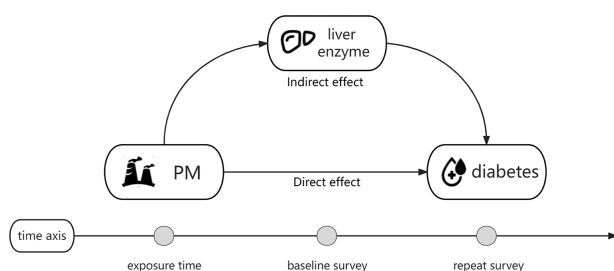 liver
enzyme
Indirect effect
PM
Direct effect
diabetes
time axis
exposure time
baseline survey
repeat survey